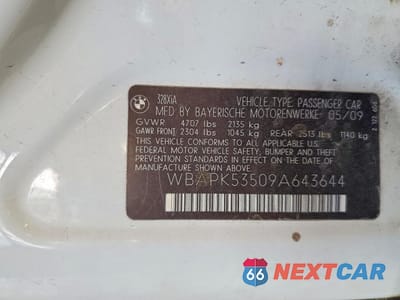 BMW
328XiA
VEHICLE TYPE PASSENGER CAR
MFD BY BAYERISCHE MOTORENWERKE 05/09
GVWR 4707 lbs 2135 kg
GAWR FRONT 2304 lbs 1045 kg REAR 2513 lbs 1140 kg
THIS VEHICLE CONFORMS TO ALL APPLICABLE U.S.
FEDERAL MOTOR VEHICLE SAFETY, BUMPER AND
THEFT PREVENTION STANDARDS IN EFFECT ON DATE OF
MANUFACTURE SHOWN ABOVE.
WBAPK53509A643644
66 NEXTCAR